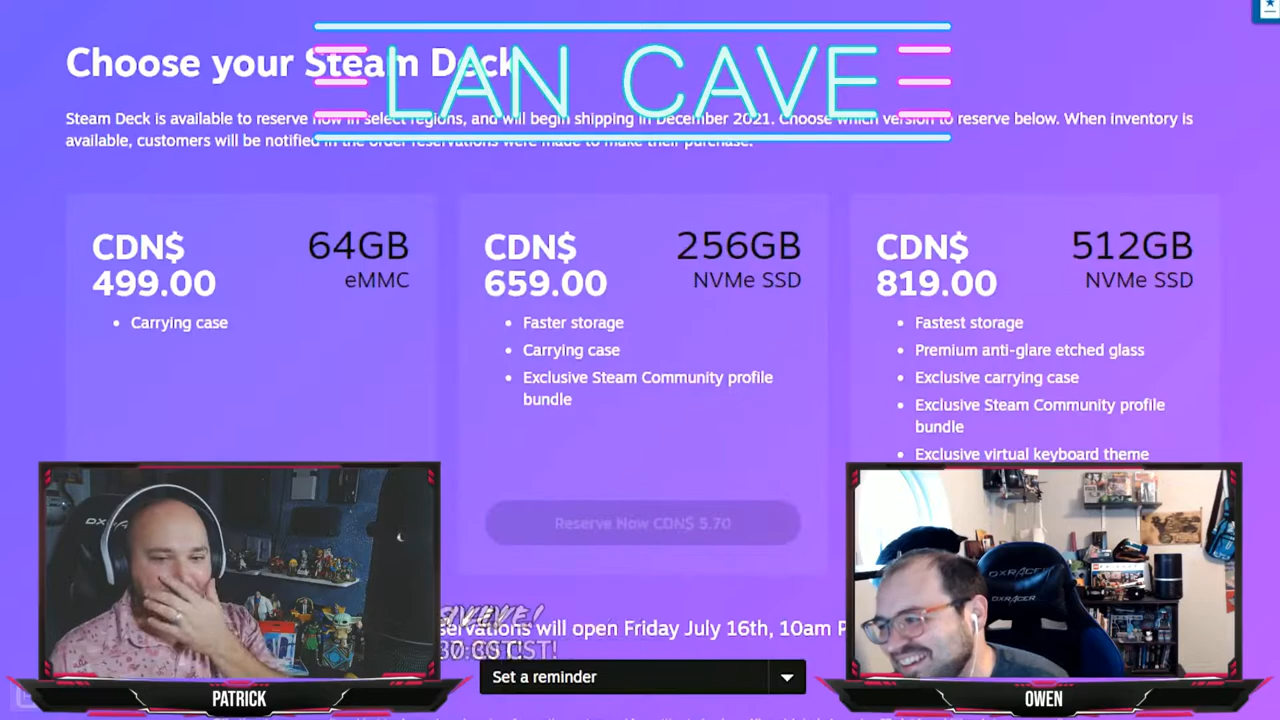 LAN CAVE
Choose your Steam Deck
Steam Deck is available to reserve now in select regions, and will begin shipping in December 2021. Choose which version to reserve below. When inventory is
available, customers will be notified in the order reservations were made to make their purchase.
CDN$
499.00
64GB
eMMC
• Carrying case
CDN$
659.00
256GB
NVMe SSD
• Faster storage
• Carrying case
• Exclusive Steam Community profile
bundle
Reserve Now CDN$ 5.70
CDN$
819.00
512GB
NVMe SSD
• Fastest storage
• Premium anti-glare etched glass
• Exclusive carrying case
• Exclusive Steam Community profile
bundle
• Exclusive virtual keyboard theme
servations will open Friday July 16th, 10am P
Set a reminder
DXRACER
DXRACER
PATRICK
OWEN